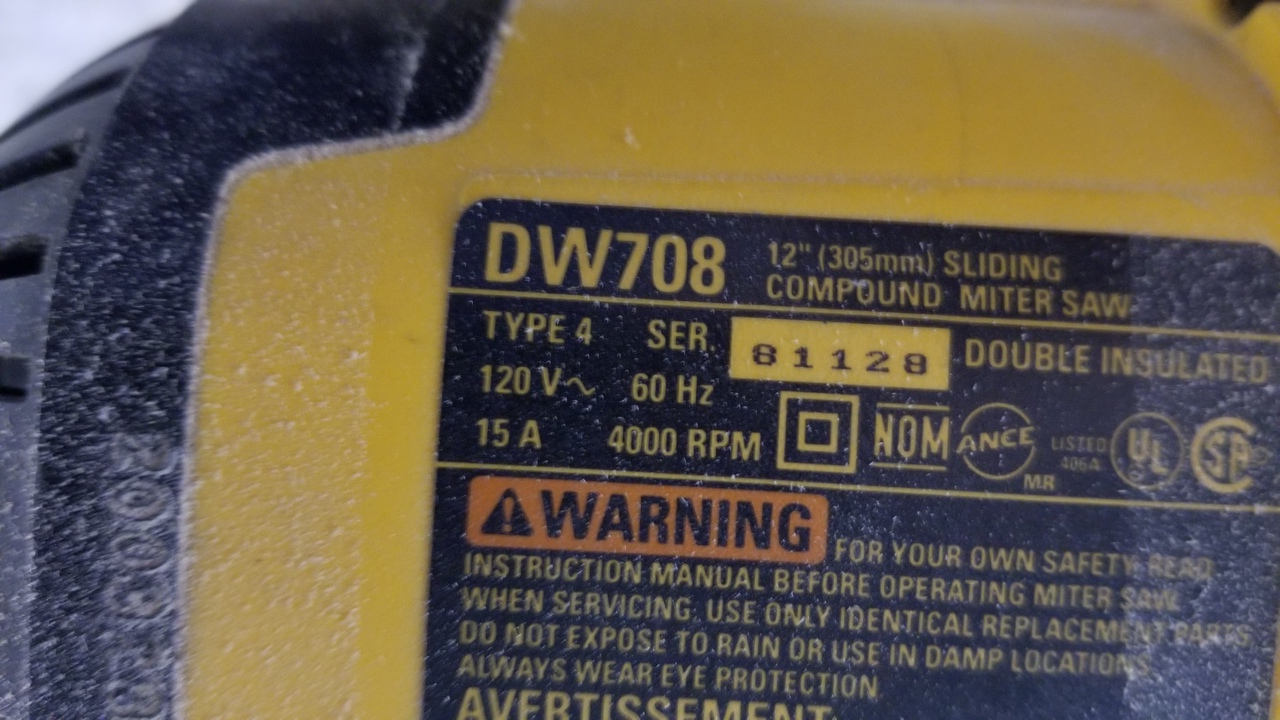 DW708
12" (305mm) SLIDING
COMPOUND MITER SAW
TYPE 4 SER. 81128 DOUBLE INSULATED
120 V~ 60 Hz
15 A 4000 RPM NOM ANCE MR LISTED 406A UL SA
WARNING FOR YOUR OWN SAFETY READ
INSTRUCTION MANUAL BEFORE OPERATING MITER SAW.
WHEN SERVICING, USE ONLY IDENTICAL REPLACEMENT PARTS.
DO NOT EXPOSE TO RAIN OR USE IN DAMP LOCATIONS.
ALWAYS WEAR EYE PROTECTION.
AVERTISSEMENT: